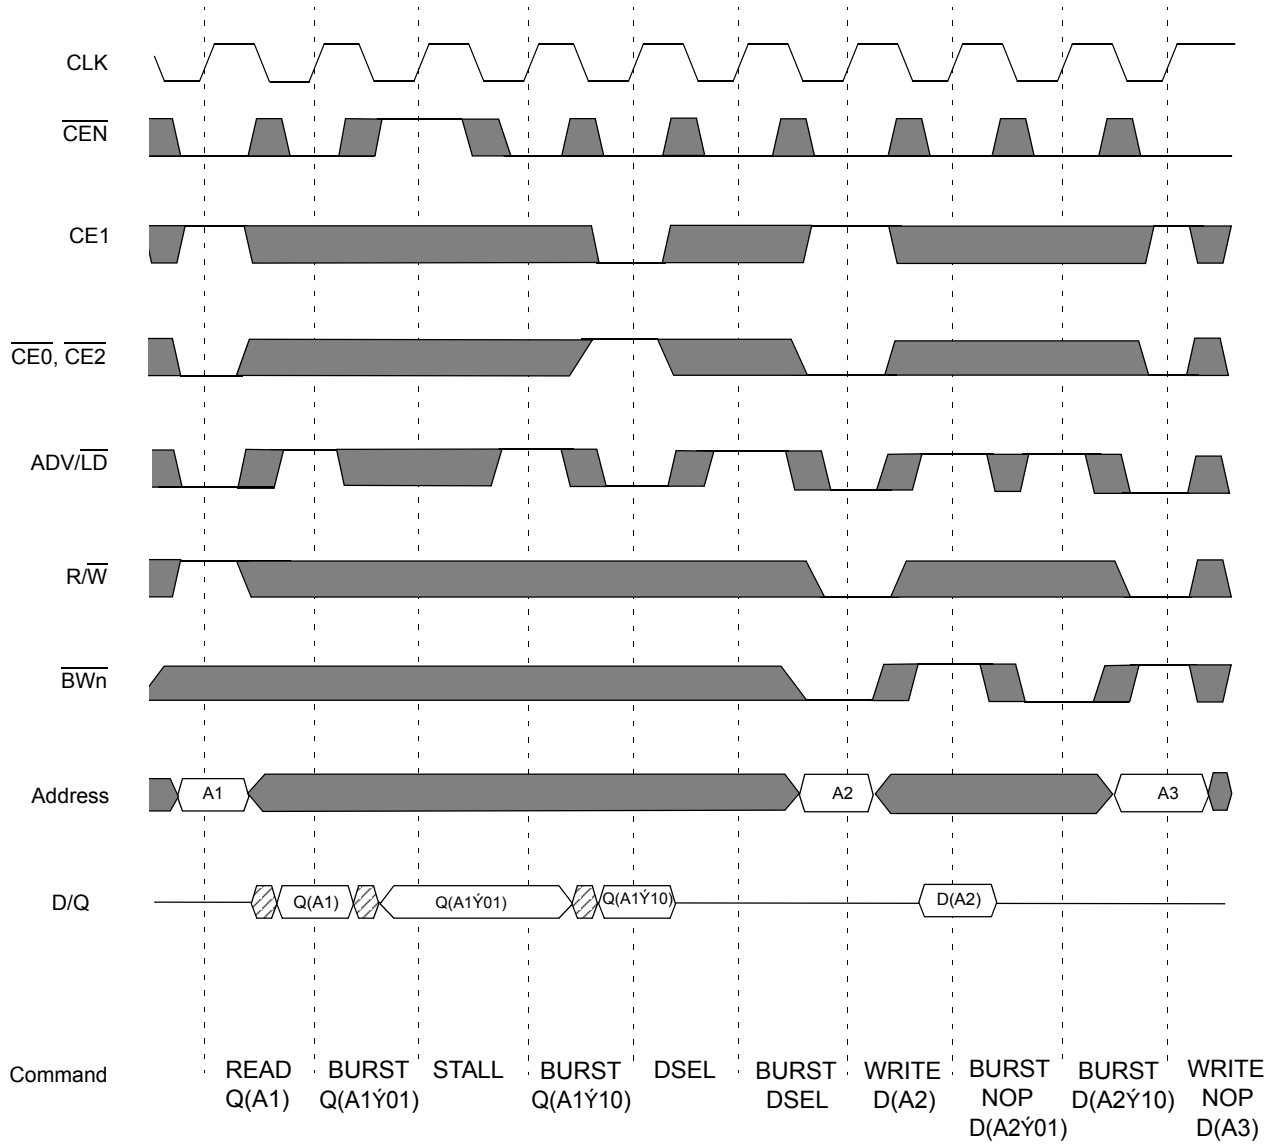 CLK
CEN
CE1
CE0, CE2
ADV/LD
R/W
BWn
Address
A1
A2
A3
D/Q
Q(A1)
Q(A1Ý01)
Q(A1Ý10)
D(A2)
Command
READ
Q(A1)
BURST
Q(A1Ý01)
STALL
BURST
Q(A1Ý10)
DSEL
BURST
DSEL
WRITE
D(A2)
BURST
NOP
D(A2Ý01)
BURST
D(A2Ý10)
WRITE
NOP
D(A3)